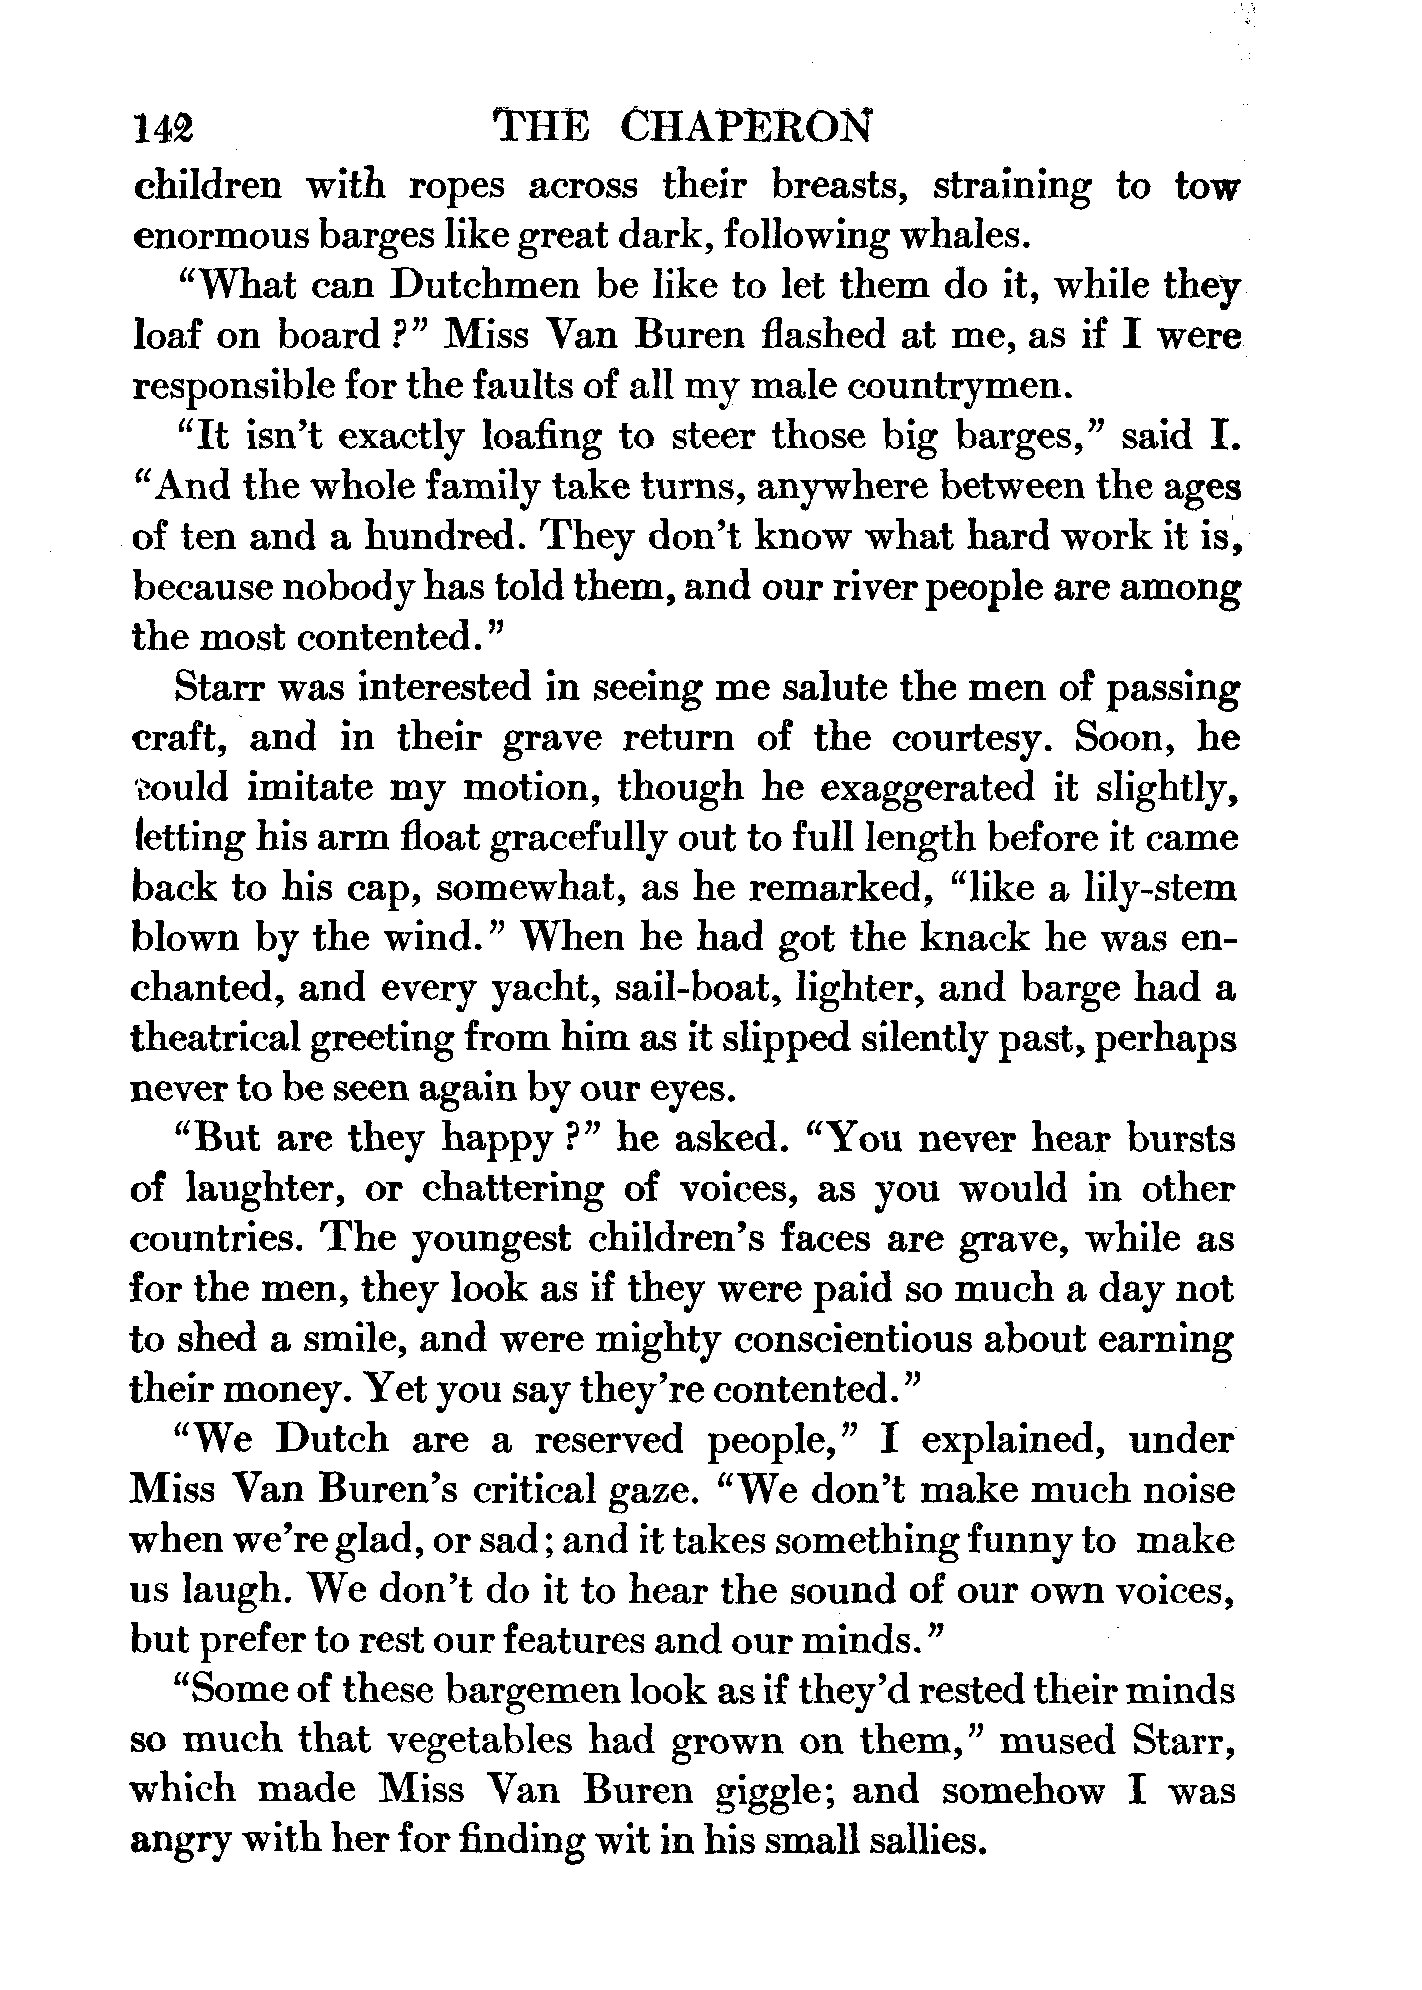 142 THE CHAPERON
children with ropes across their breasts, straining to tow
enormous barges like great dark, following whales.
“What can Dutchmen be like to let them do it, while they
loaf on board?” Miss Van Buren flashed at me, as if I were
responsible for the faults of all my male countrymen.
“It isn’t exactly loafing to steer those big barges,” said I.
“And the whole family take turns, anywhere between the ages
of ten and a hundred. They don’t know what hard work it is,
because nobody has told them, and our river people are among
the most contented.”
Starr was interested in seeing me salute the men of passing
craft, and in their grave return of the courtesy. Soon, he
could imitate my motion, though he exaggerated it slightly,
letting his arm float gracefully out to full length before it came
back to his cap, somewhat, as he remarked, “like a lily-stem
blown by the wind.” When he had got the knack he was en-
chanted, and every yacht, sail-boat, lighter, and barge had a
theatrical greeting from him as it slipped silently past, perhaps
never to be seen again by our eyes.
“But are they happy?” he asked. “You never hear bursts
of laughter, or chattering of voices, as you would in other
countries. The youngest children’s faces are grave, while as
for the men, they look as if they were paid so much a day not
to shed a smile, and were mighty conscientious about earning
their money. Yet you say they’re contented.”
“We Dutch are a reserved people,” I explained, under
Miss Van Buren’s critical gaze. “We don’t make much noise
when we’re glad, or sad; and it takes something funny to make
us laugh. We don’t do it to hear the sound of our own voices,
but prefer to rest our features and our minds.”
“Some of these bargemen look as if they’d rested their minds
so much that vegetables had grown on them,” mused Starr,
which made Miss Van Buren giggle; and somehow I was
angry with her for finding wit in his small sallies.